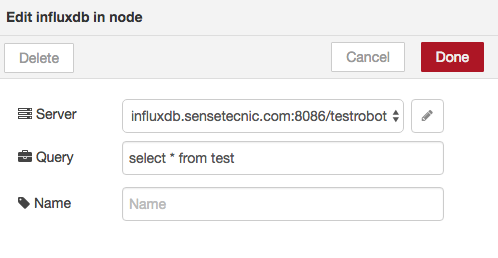 Edit influxdb in node
Delete
Cancel
Done
Server
influxdb.sensetecnic.com:8086/testrobot
Query
select * from test
Name
Name